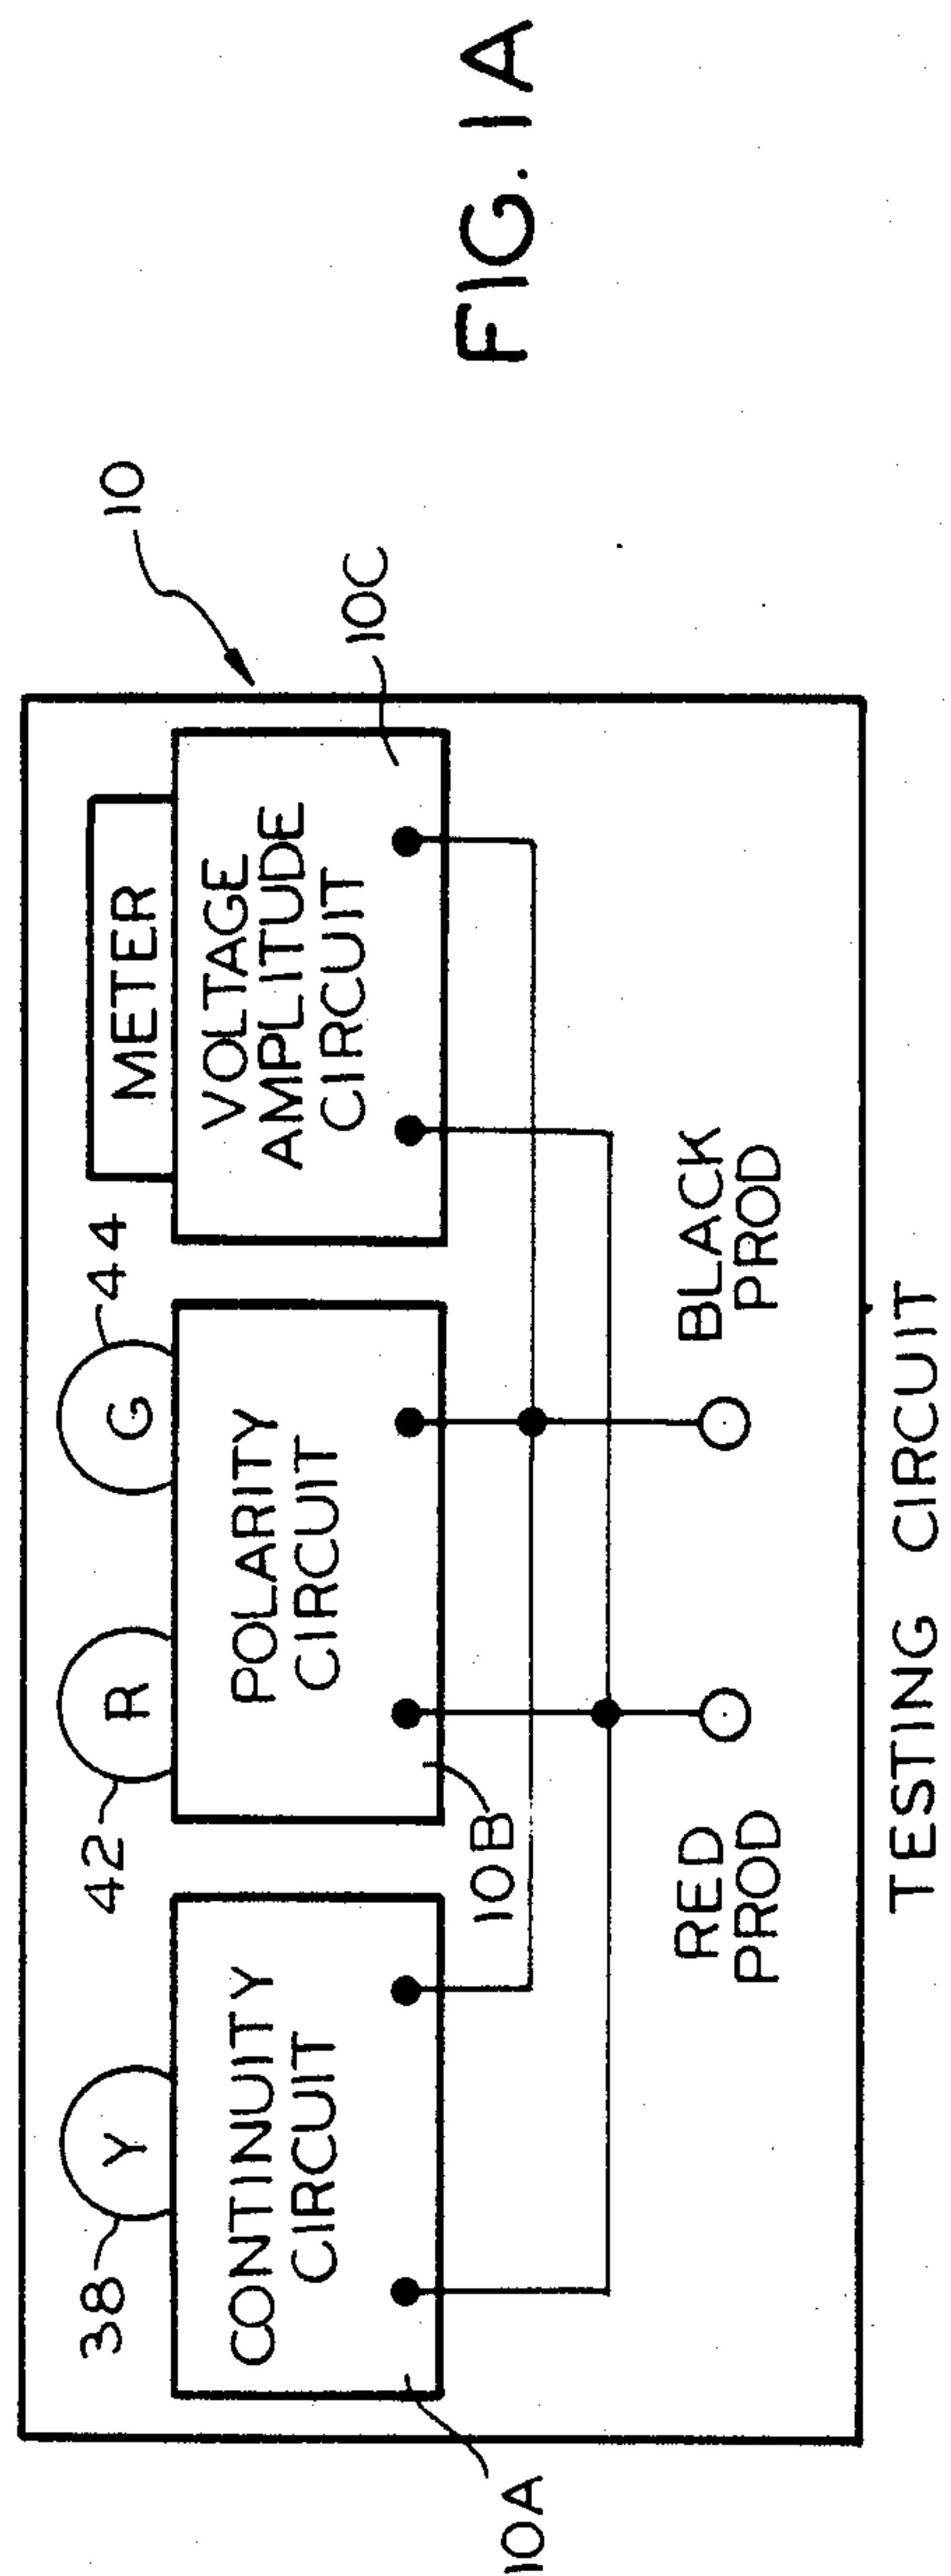 38
Y
42
R
G
44
METER
10
CONTINUITY
CIRCUIT
POLARITY
CIRCUIT
VOLTAGE
AMPLITUDE
CIRCUIT
10C
10A
10B
RED
PROD
BLACK
PROD
TESTING CIRCUIT
FIG. 1A